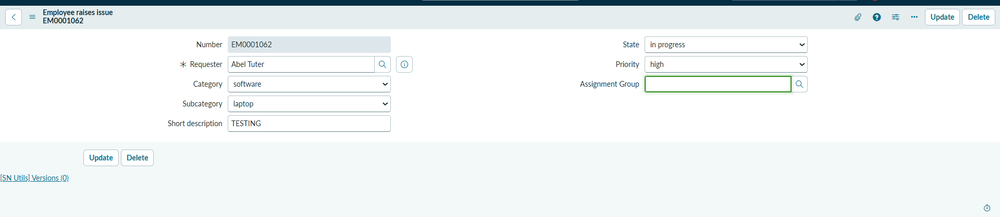 Employee raises issue
EM0001062
Update
Delete
Number
EM0001062
Requester
Abel Tuter
Category
software
Subcategory
laptop
Short description
TESTING
State
in progress
Priority
high
Assignment Group
Update
Delete
[SN Utils] Versions (0)